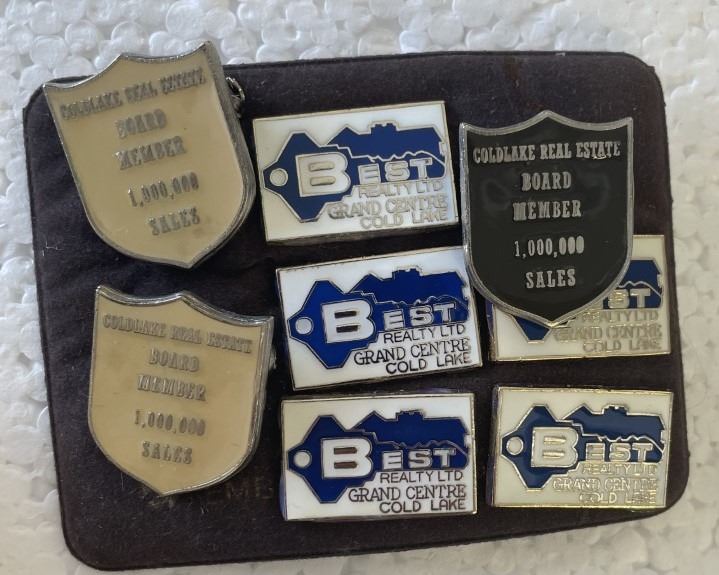 COLDLAKE REAL ESTATE
BOARD
MEMBER
1,000,000
SALES
BEST
REALTY LTD
GRAND CENTRE
COLD LAKE
COLDLAKE REAL ESTATE
BOARD
MEMBER
1,000,000
SALES
COLDLAKE REAL ESTATE
BOARD
MEMBER
1,000,000
SALES
BEST
REALTY LTD
GRAND CENTRE
COLD LAKE
ST
REALTY LTD
GRAND CENTRE
COLD LAKE
BEST
REALTY LTD
GRAND CENTRE
COLD LAKE
BEST
REALTY LTD
GRAND CENTRE
COLD LAKE